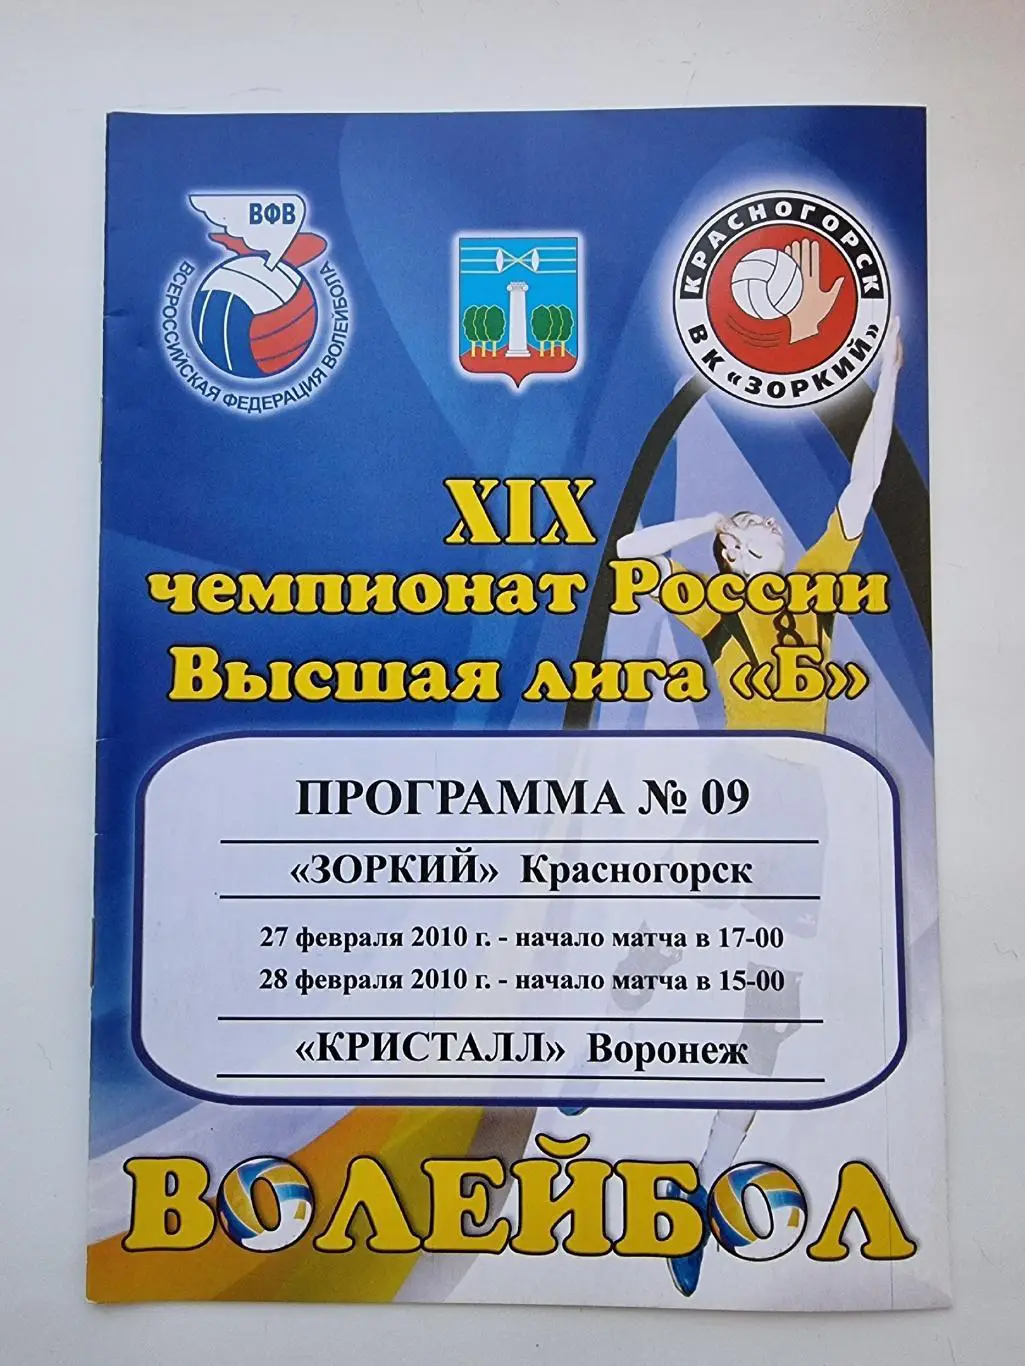 ВФВ
ВСЕРОССИЙСКАЯ ФЕДЕРАЦИЯ ВОЛЕЙБОЛА
КРАСНОГОРСК
ВК «ЗОРКИЙ»
XIX
чемпионат России
Высшая лига «Б»
8
ПРОГРАММА № 09
«ЗОРКИЙ» Красногорск
27 февраля 2010 г. - начало матча в 17-00
28 февраля 2010 г. - начало матча в 15-00
«КРИСТАЛЛ» Воронеж
ВОЛЕЙБОЛ